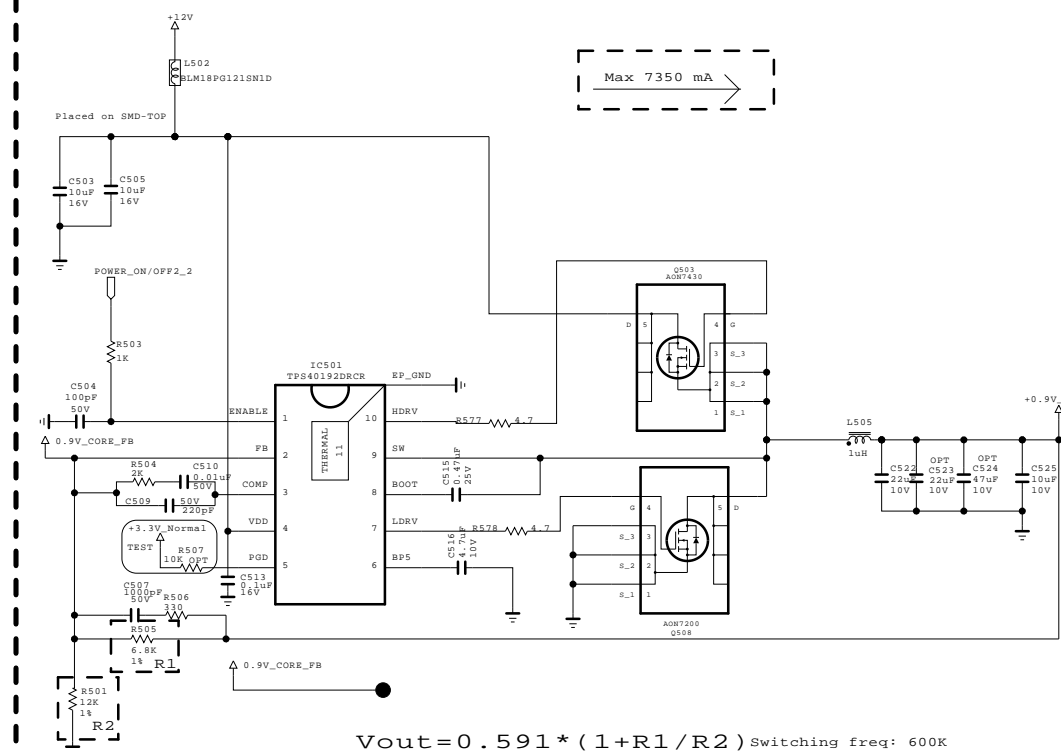 +12V
L502
BLM18PG121SN1D
Max 7350 mA
Placed on SMD-TOP
C503
10uF
16V
C505
10uF
16V
POWER_ON/OFF2_2
R503
1K
C504
100pF
50V
0.9V_CORE_FB
IC501
TPS40192DRCR
EP_GND
ENABLE
1
10
HDRV
FB
2
9
SW
COMP
3
8
BOOT
VDD
4
7
LDRV
PGD
5
6
BP5
THERMAL
11
R504
2K
C510
0.01uF
50V
C509
50V
220pF
+3.3V_Normal
TEST
R507
10K
OPT
C513
0.1uF
16V
C507
1000pF
50V
R506
330
R505
6.8K
1%
R1
R501
12K
1%
R2
0.9V_CORE_FB
R577
4.7
C515
0.47uF
25V
R578
4.7
C516
4.7uF
10V
Q503
AON7430
D
5
4
G
3
S_3
2
S_2
1
S_1
G
4
5
D
S_3
3
S_2
2
S_1
1
AON7200
Q508
L505
1uH
C522
22uF
10V
OPT
C523
22uF
10V
OPT
C524
47uF
10V
C525
10uF
10V
+0.9V_
Vout=0.591*(1+R1/R2)
Switching freq: 600K